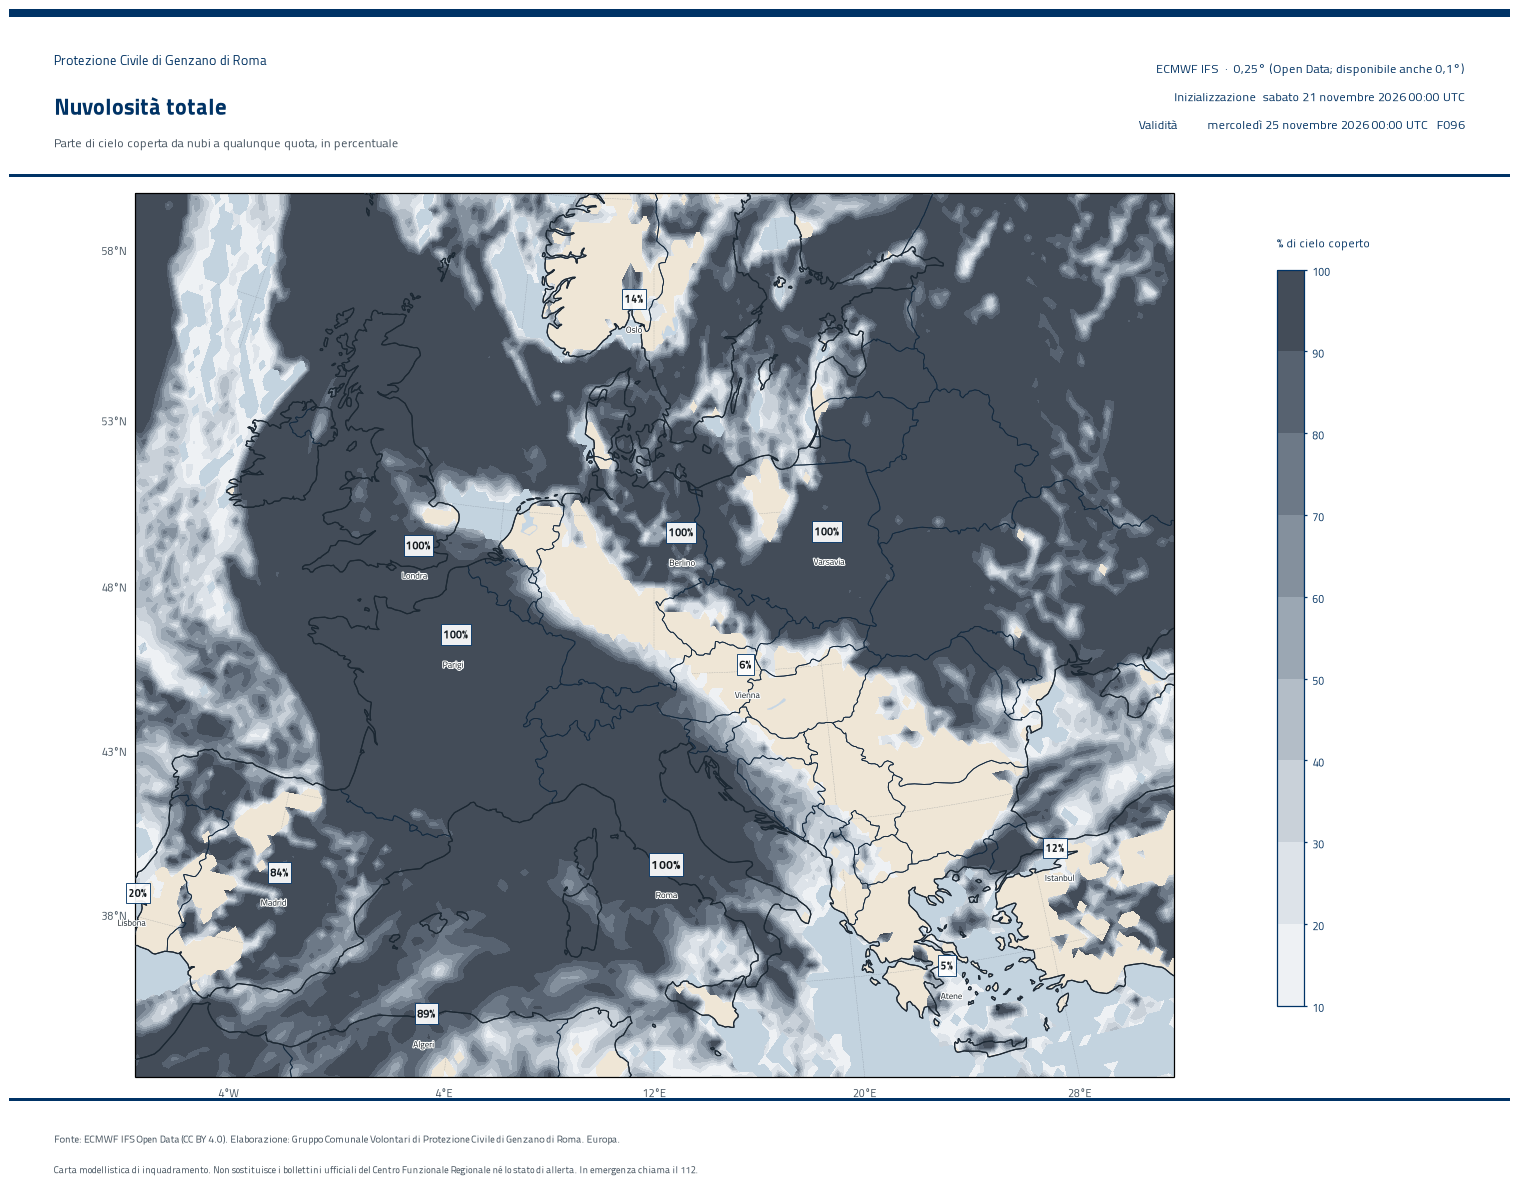 Protezione Civile di Genzano di Roma
Nuvolosità totale
Parte di cielo coperta da nubi a qualunque quota, in percentuale
ECMWF IFS · 0,25° (Open Data; disponibile anche 0,1°)
Inizializzazione sabato 21 novembre 2026 00:00 UTC
Validità mercoledì 25 novembre 2026 00:00 UTC F096
% di cielo coperto
100
90
80
70
60
50
40
30
20
10
58°N
53°N
48°N
43°N
38°N
4°W
4°E
12°E
20°E
28°E
14%
Oslo
100%
Londra
100%
Berlino
100%
Varsavia
100%
Parigi
6%
Vienna
100%
Roma
84%
Madrid
20%
Lisbona
12%
Istanbul
5%
Atene
89%
Algeri
Fonte: ECMWF IFS Open Data (CC BY 4.0). Elaborazione: Gruppo Comunale Volontari di Protezione Civile di Genzano di Roma. Europa.
Carta modellistica di inquadramento. Non sostituisce i bollettini ufficiali del Centro Funzionale Regionale né lo stato di allerta. In emergenza chiama il 112.